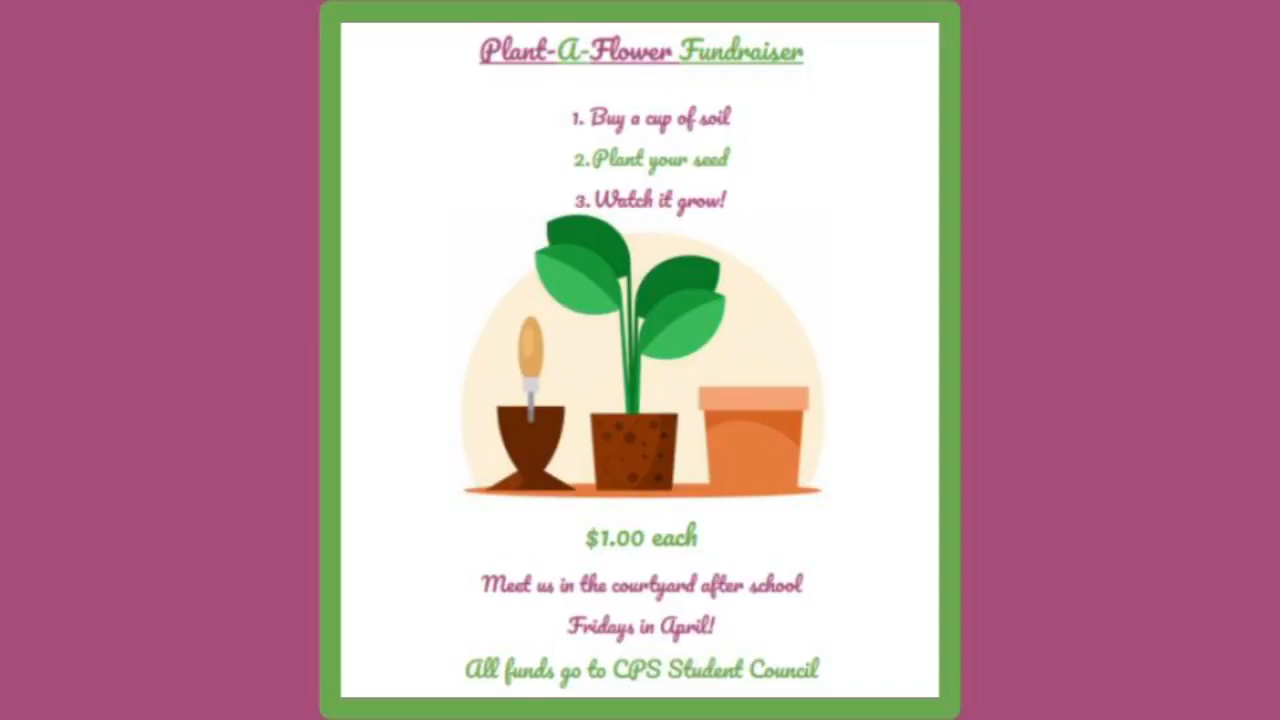 Plant-A-Flower Fundraiser
1. Buy a cup of soil
2. Plant your seed
3. Watch it grow!
$1.00 each
Meet us in the courtyard after school
Fridays in April!
All funds go to CPS Student Council